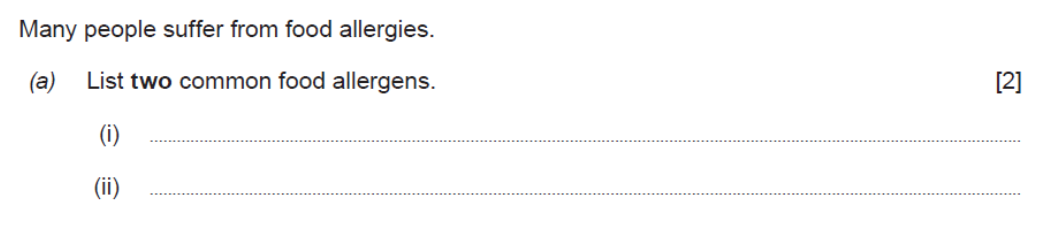 Many people suffer from food allergies.
(a) List two common food allergens. [2]
(i)
(ii)